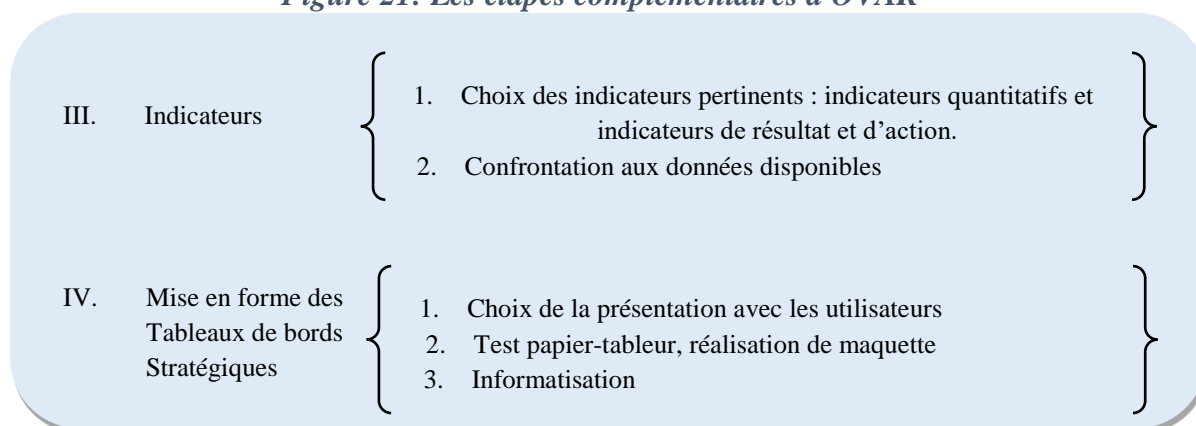 Figure 21: Les étapes complémentaires d'OVAR
III. Indicateurs
1. Choix des indicateurs pertinents : indicateurs quantitatifs et
indicateurs de résultat et d’action.
2. Confrontation aux données disponibles
IV. Mise en forme des
Tableaux de bords
Stratégiques
1. Choix de la présentation avec les utilisateurs
2. Test papier-tableur, réalisation de maquette
3. Informatisation